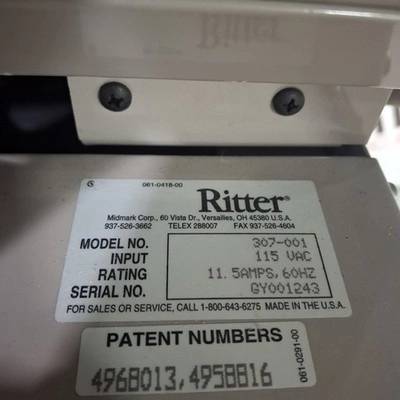 Ritter
061-0418-00
Ritter®
Midmark Corp., 60 Vista Dr., Versailles, OH 45380 U.S.A.
937-526-3662 TELEX 288007 FAX 937-526-4604
MODEL NO. 307-001
INPUT 115 VAC
RATING 11.5AMPS, 60HZ
SERIAL NO. GY001243
FOR SALES OR SERVICE, CALL 1-800-643-6275 MADE IN THE U.S.A.
PATENT NUMBERS
4968013,4958816
061-0291-00